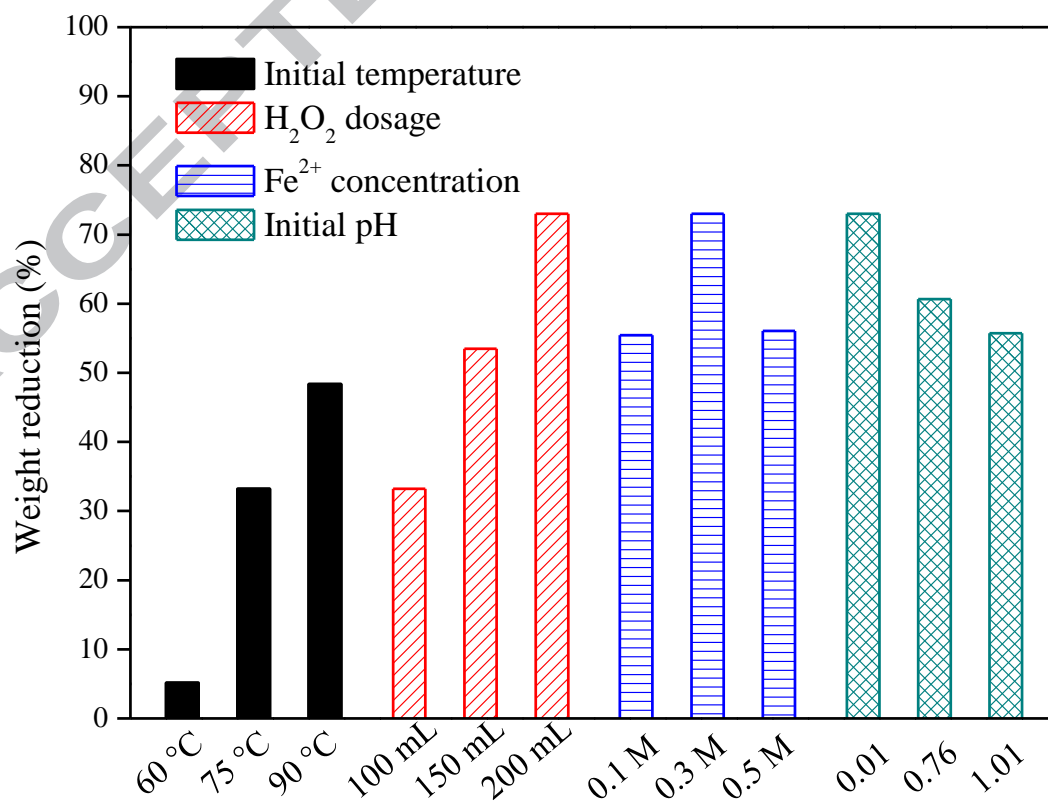 ACCEPTE
100
90
80
70
60
50
40
30
20
10
0
Weight reduction (%)
Initial temperature
H₂O₂ dosage
Fe²⁺ concentration
Initial pH
60 °C 75 °C 90 °C 100 mL 150 mL 200 mL 0.1 M 0.3 M 0.5 M 0.01 0.76 1.01